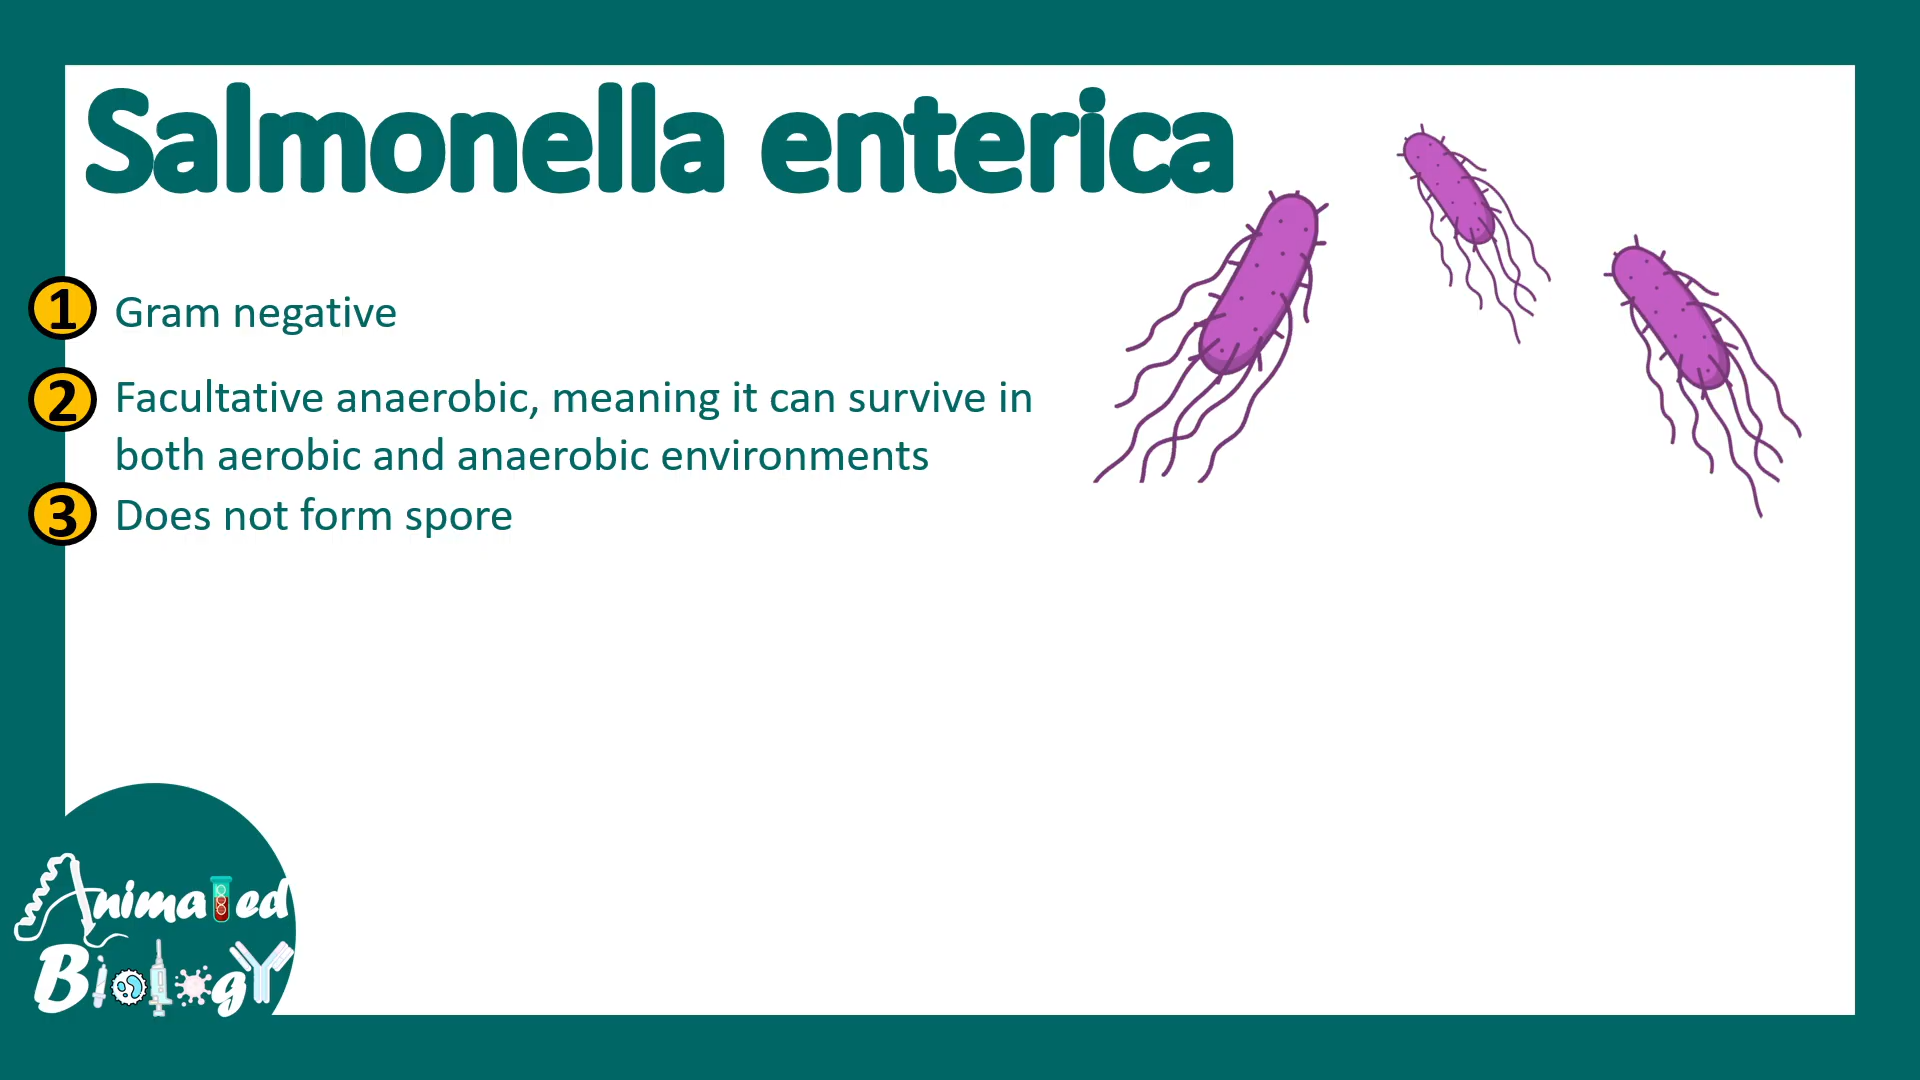 Salmonella enterica
1 Gram negative
2 Facultative anaerobic, meaning it can survive in
both aerobic and anaerobic environments
3 Does not form spore
Animated
Biology